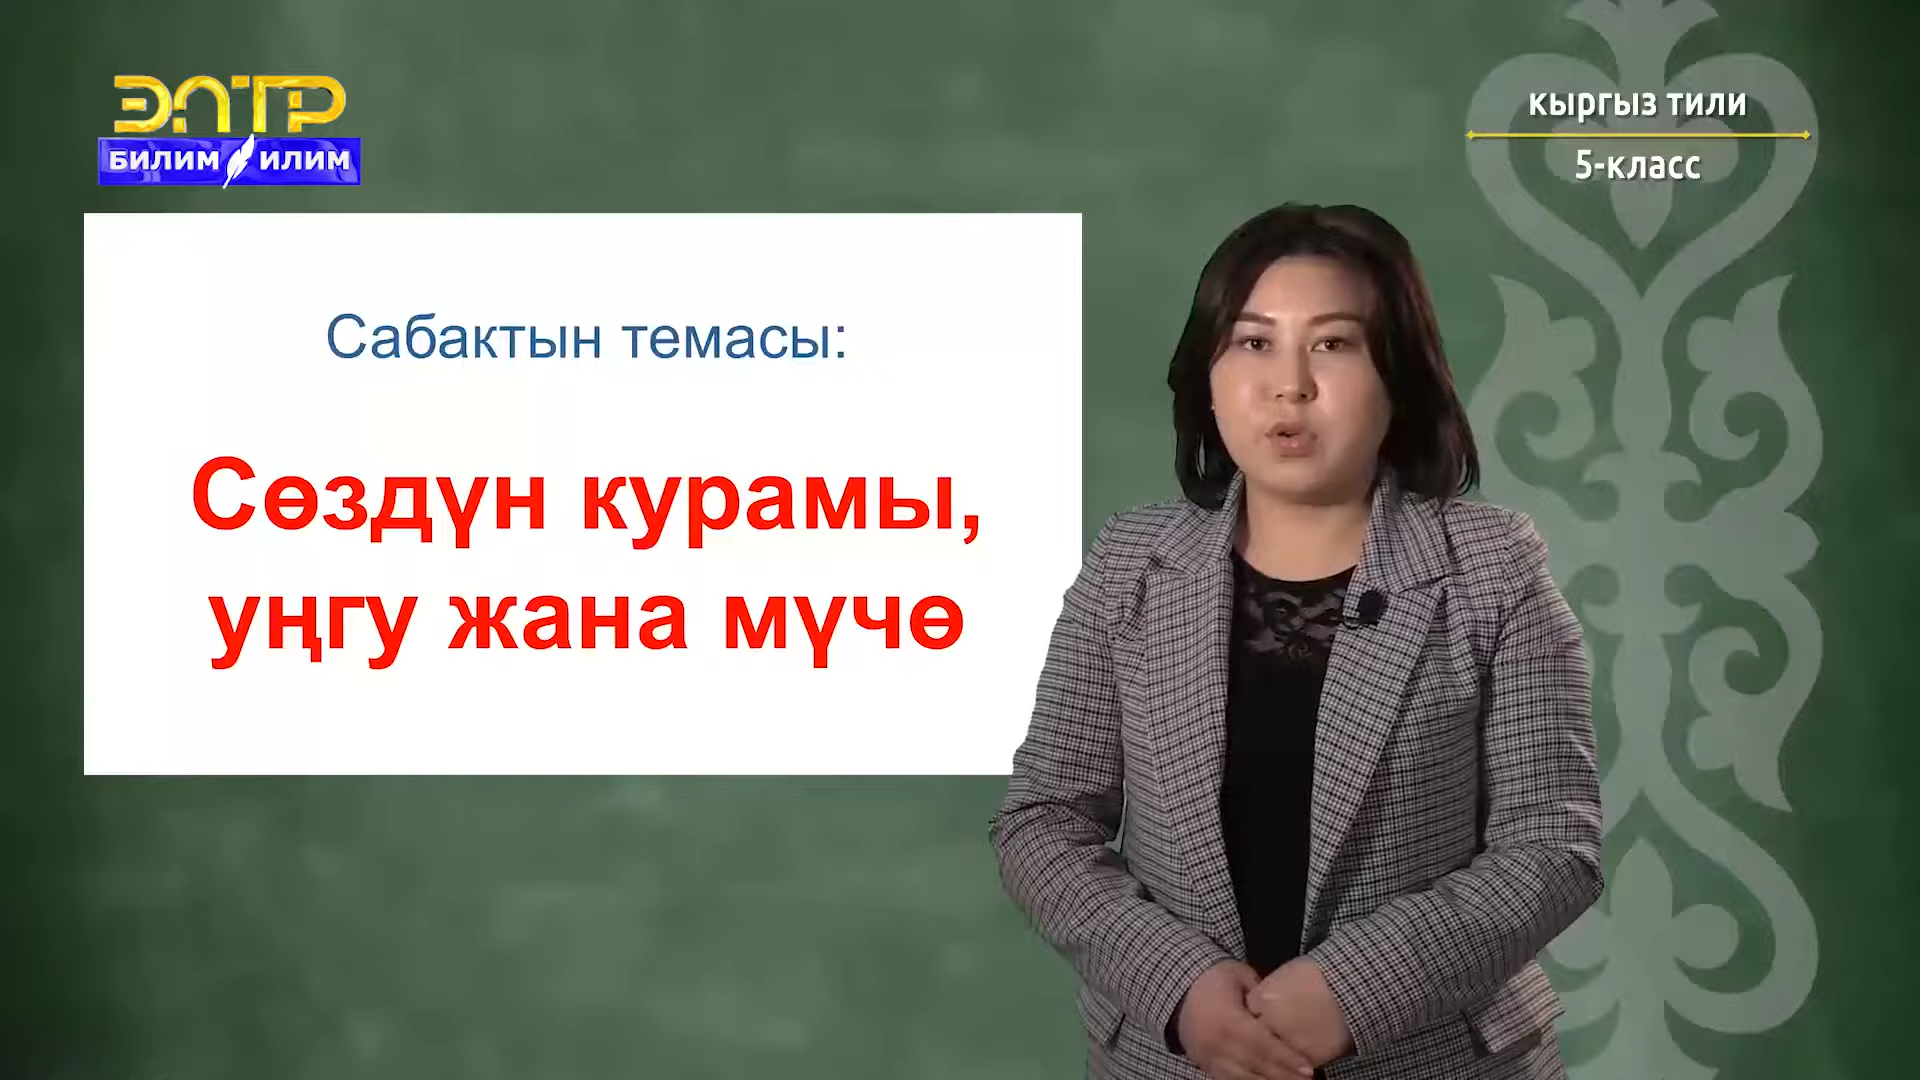 ЭЛТР
БИЛИМ ИЛИМ
кыргыз тили
5-класс
Сабактын темасы:
Сөздүн курамы,
уңгу жана мүчө